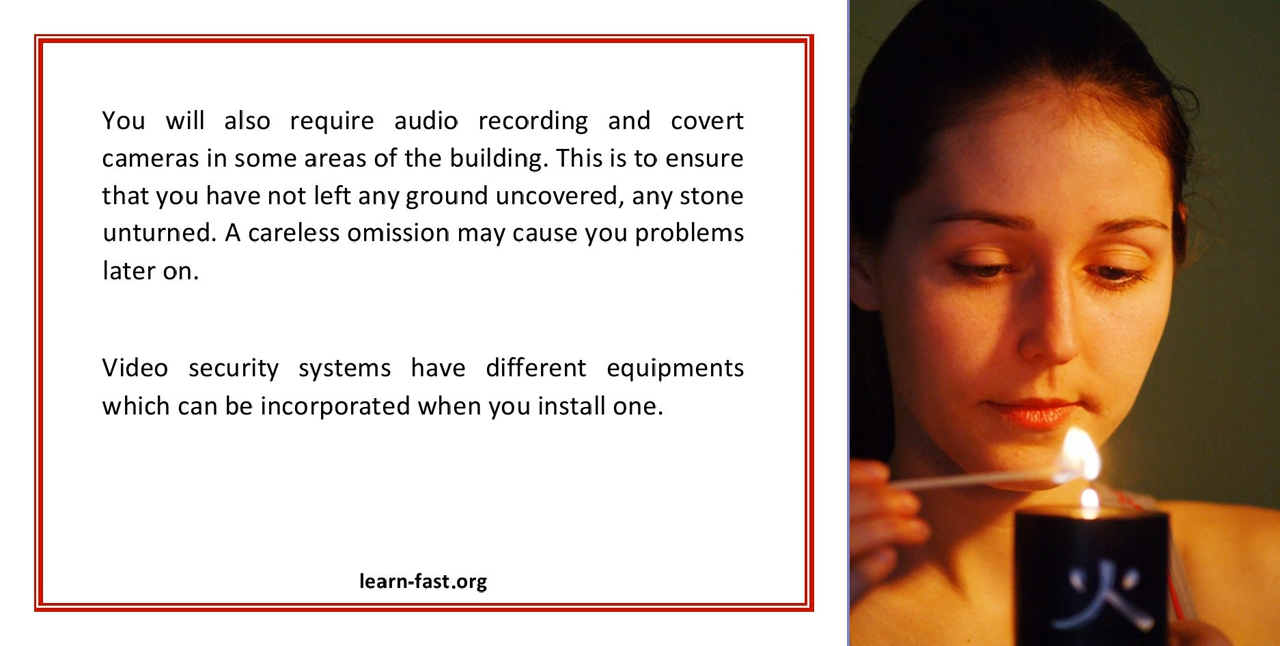 You will also require audio recording and covert
cameras in some areas of the building. This is to ensure
that you have not left any ground uncovered, any stone
unturned. A careless omission may cause you problems
later on.
Video security systems have different equipments
which can be incorporated when you install one.
learn-fast.org
火